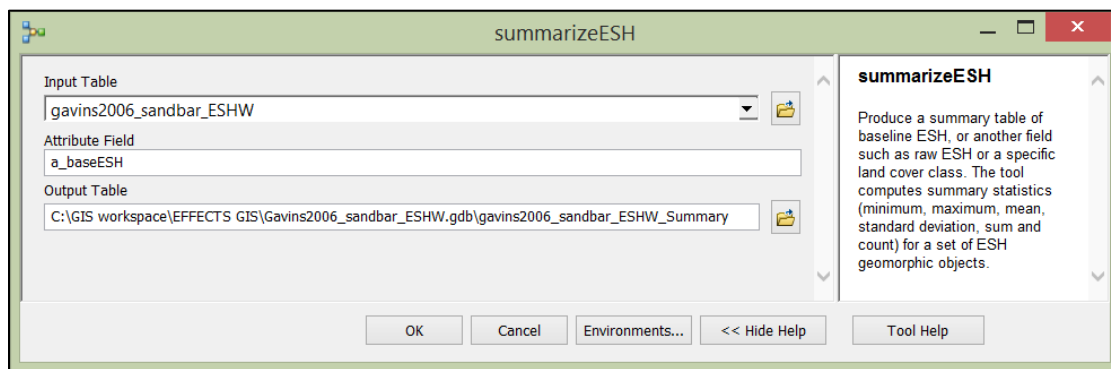 summarizeESH
Input Table
gavins2006_sandbar_ESHW
Attribute Field
a_baseESH
Output Table
C:\GIS workspace\EFFECTS GIS\Gavins2006_sandbar_ESHW.gdb\gavins2006_sandbar_ESHW_Summary
summarizeESH
Produce a summary table of
baseline ESH, or another field
such as raw ESH or a specific
land cover class. The tool
computes summary statistics
(minimum, maximum, mean,
standard deviation, sum and
count) for a set of ESH
geomorphic objects.
OK
Cancel
Environments...
<< Hide Help
Tool Help